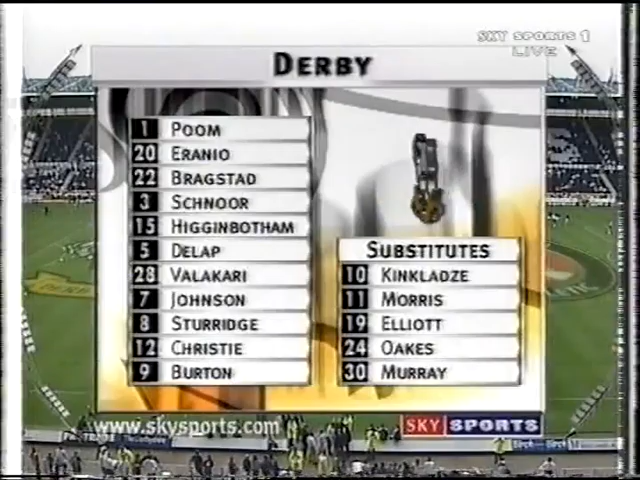 SKY SPORTS 1
LIVE
DERBY
1 POOM
20 ERANIO
22 BRAGSTAD
3 SCHNOOR
15 HIGGINBOTHAM
5 DELAP
28 VALAKARI
7 JOHNSON
8 STURRIDGE
12 CHRISTIE
9 BURTON
SUBSTITUTES
10 KINKLADZE
11 MORRIS
19 ELLIOTT
24 OAKES
30 MURRAY
www.skysports.com
SKY SPORTS